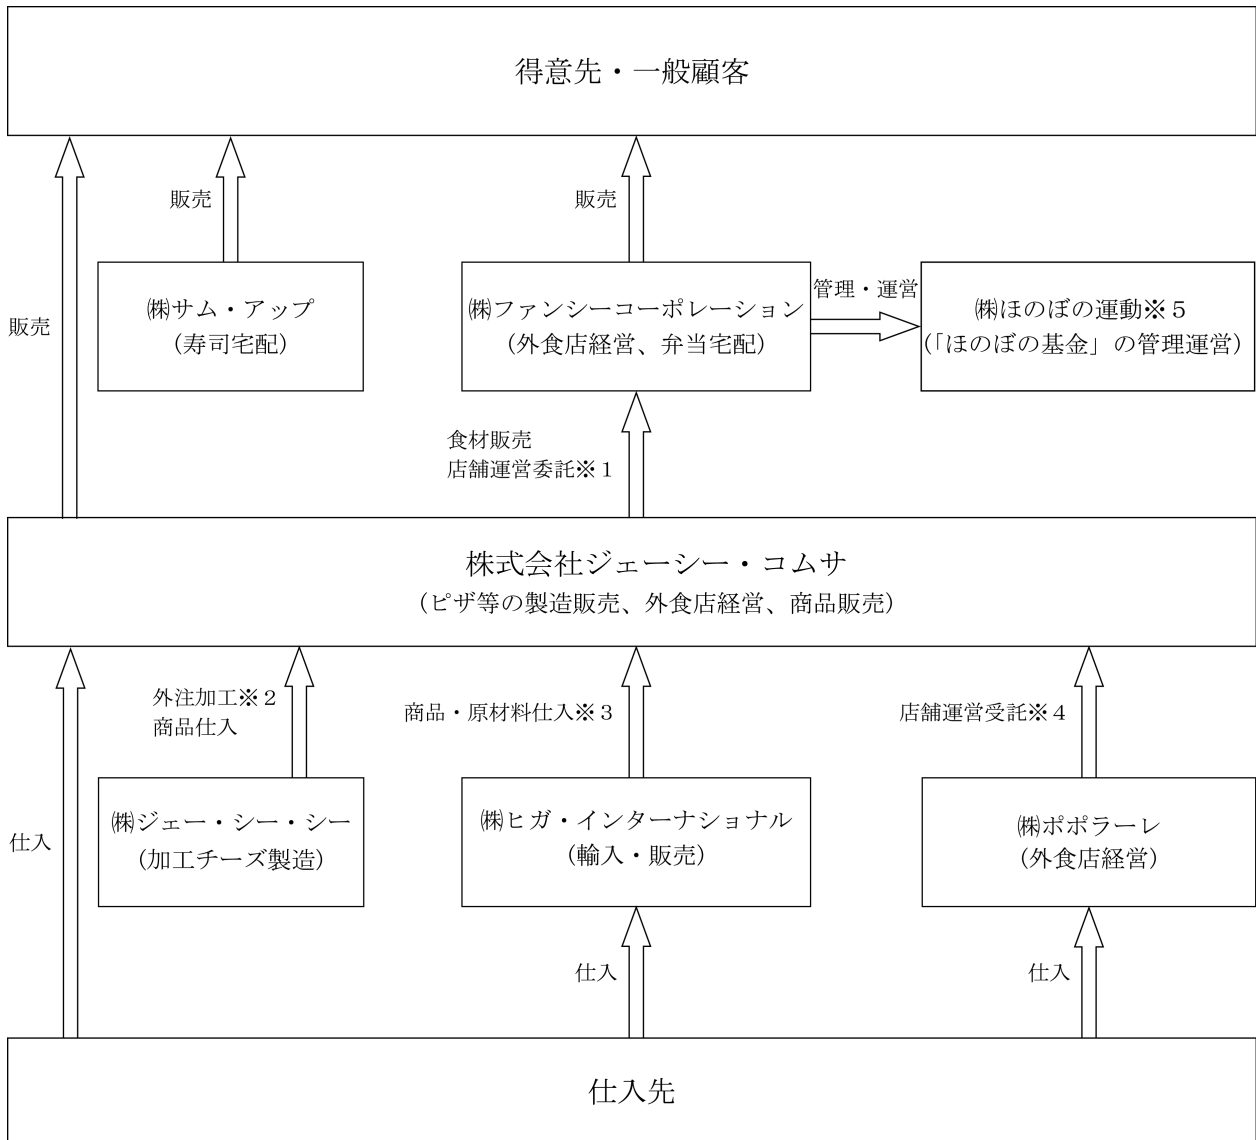 得意先・一般顧客
販売
販売
販売
㈱サム・アップ
（寿司宅配）
㈱ファンシーコーポレーション
（外食店経営、弁当宅配）
管理・運営
㈱ほのぼの運動※５
（「ほのぼの基金」の管理運営）
食材販売
店舗運営委託※１
株式会社ジェーシー・コムサ
（ピザ等の製造販売、外食店経営、商品販売）
外注加工※２
商品仕入
商品・原材料仕入※３
店舗運営受託※４
仕入
㈱ジェー・シー・シー
（加工チーズ製造）
㈱ヒガ・インターナショナル
（輸入・販売）
㈱ポポラーレ
（外食店経営）
仕入
仕入
仕入先